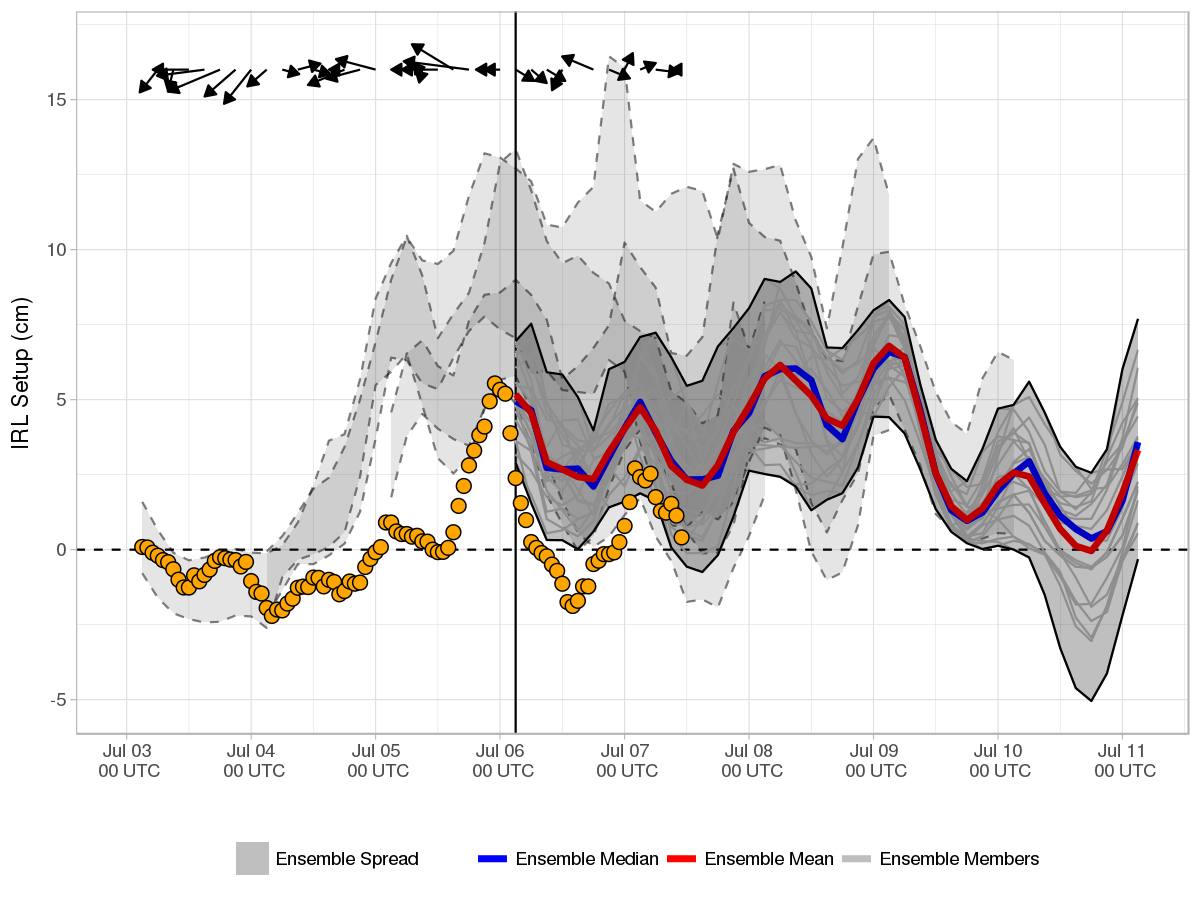 IRL Setup (cm)
15
10
5
0
-5
Jul 03 Jul 04 Jul 05 Jul 06 Jul 07 Jul 08 Jul 09 Jul 10 Jul 11
00 UTC 00 UTC 00 UTC 00 UTC 00 UTC 00 UTC 00 UTC 00 UTC 00 UTC
Ensemble Spread Ensemble Median Ensemble Mean Ensemble Members